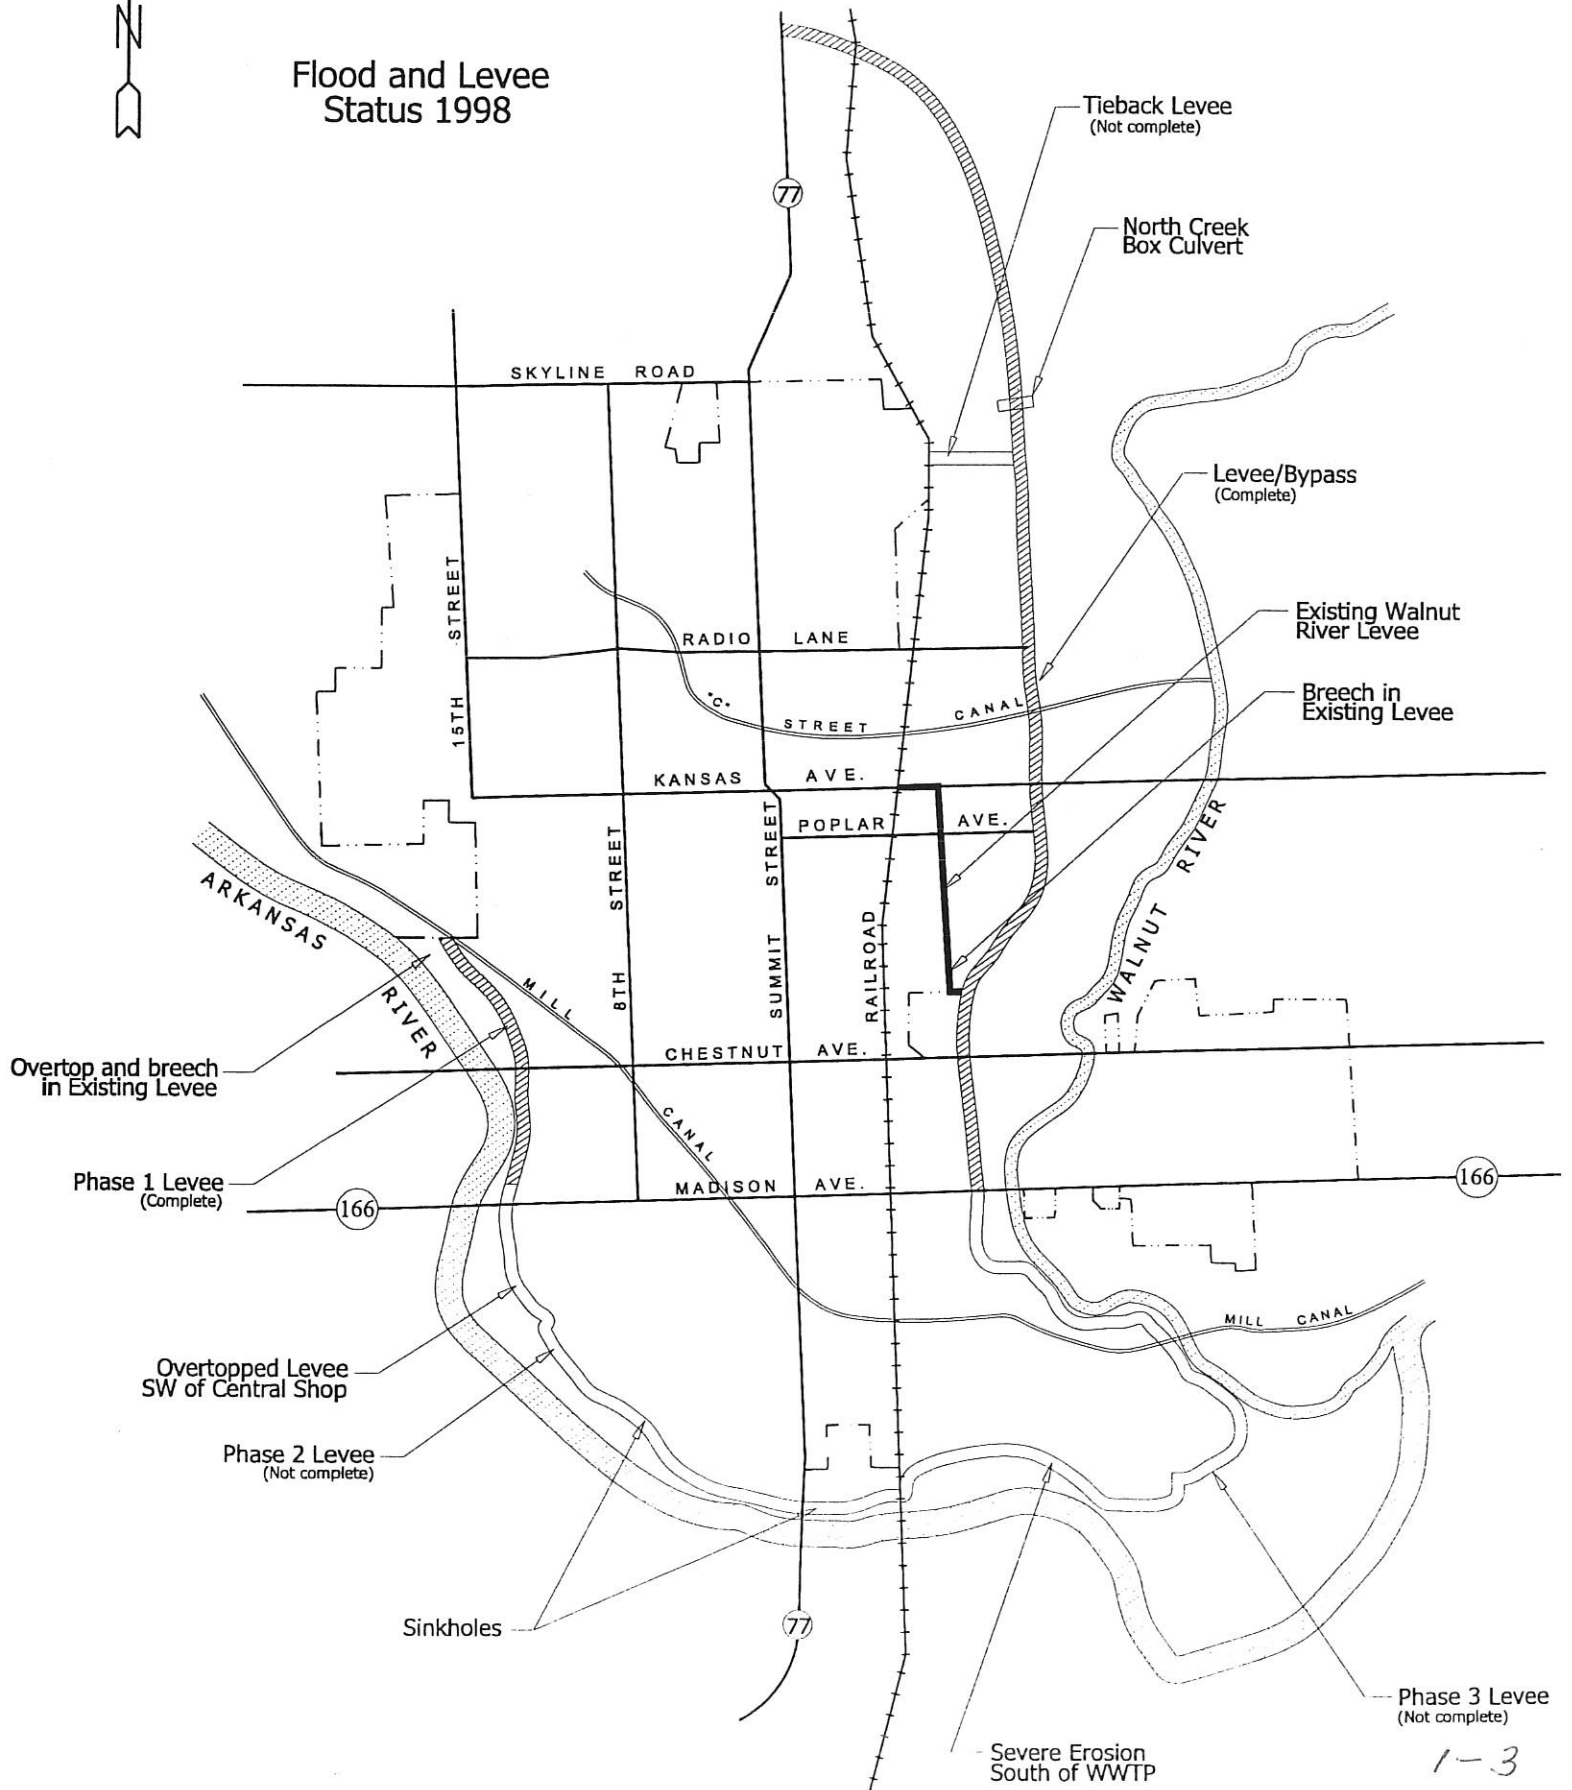 N
Flood and Levee
Status 1998
Tieback Levee
(Not complete)
77
North Creek
Box Culvert
SKYLINE ROAD
Levee/Bypass
(Complete)
15TH STREET
Existing Walnut
River Levee
RADIO LANE
"C" STREET CANAL
Breech in
Existing Levee
KANSAS AVE.
POPLAR AVE.
8TH STREET
SUMMIT STREET
RAILROAD
WALNUT RIVER
ARKANSAS RIVER
MILL CANAL
CHESTNUT AVE.
Overtop and breech
in Existing Levee
Phase 1 Levee
(Complete)
166
MADISON AVE.
166
MILL CANAL
Overtopped Levee
SW of Central Shop
Phase 2 Levee
(Not complete)
Sinkholes
77
Phase 3 Levee
(Not complete)
Severe Erosion
South of WWTP
1-3